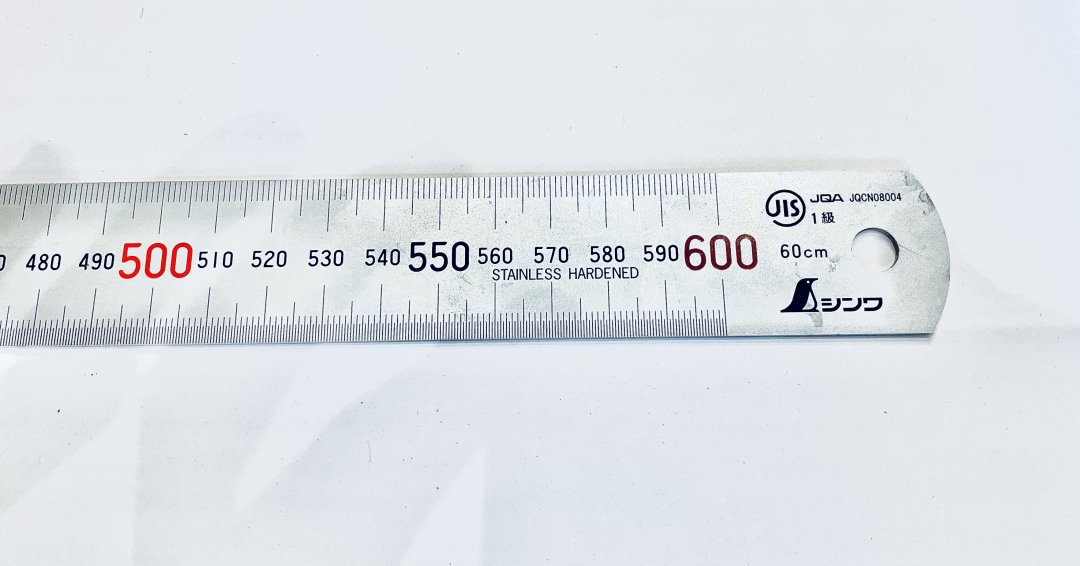 JIS JQA JQCN08004
1級
480 490 500 510 520 530 540 550 560 570 580 590 600 60cm
STAINLESS HARDENED
シンワ